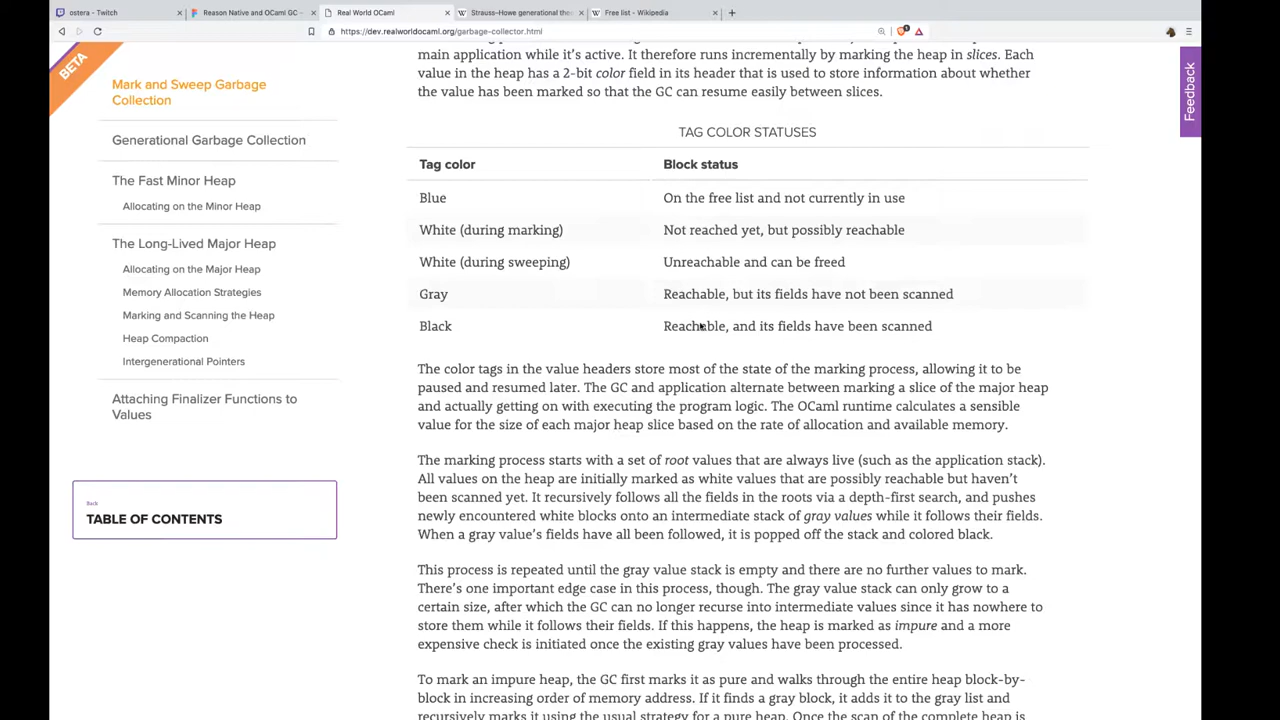 ostera - Twitch
Reason Native and OCaml GC -
Real World OCaml
Strauss–Howe generational the
Free list - Wikipedia
https://dev.realworldocaml.org/garbage-collector.html
BETA
Mark and Sweep Garbage
Collection
Generational Garbage Collection
The Fast Minor Heap
Allocating on the Minor Heap
The Long-Lived Major Heap
Allocating on the Major Heap
Memory Allocation Strategies
Marking and Scanning the Heap
Heap Compaction
Intergenerational Pointers
Attaching Finalizer Functions to
Values
Back
TABLE OF CONTENTS
main application while it's active. It therefore runs incrementally by marking the heap in slices. Each
value in the heap has a 2-bit color field in its header that is used to store information about whether
the value has been marked so that the GC can resume easily between slices.
TAG COLOR STATUSES
Tag color Block status
Blue On the free list and not currently in use
White (during marking) Not reached yet, but possibly reachable
White (during sweeping) Unreachable and can be freed
Gray Reachable, but its fields have not been scanned
Black Reachable, and its fields have been scanned
The color tags in the value headers store most of the state of the marking process, allowing it to be
paused and resumed later. The GC and application alternate between marking a slice of the major heap
and actually getting on with executing the program logic. The OCaml runtime calculates a sensible
value for the size of each major heap slice based on the rate of allocation and available memory.
The marking process starts with a set of root values that are always live (such as the application stack).
All values on the heap are initially marked as white values that are possibly reachable but haven't
been scanned yet. It recursively follows all the fields in the roots via a depth-first search, and pushes
newly encountered white blocks onto an intermediate stack of gray values while it follows their fields.
When a gray value's fields have all been followed, it is popped off the stack and colored black.
This process is repeated until the gray value stack is empty and there are no further values to mark.
There's one important edge case in this process, though. The gray value stack can only grow to a
certain size, after which the GC can no longer recurse into intermediate values since it has nowhere to
store them while it follows their fields. If this happens, the heap is marked as impure and a more
expensive check is initiated once the existing gray values have been processed.
To mark an impure heap, the GC first marks it as pure and walks through the entire heap block-by-
block in increasing order of memory address. If it finds a gray block, it adds it to the gray list and
recursively marks it using the usual strategy for a pure heap. Once the scan of the complete heap is
Feedback